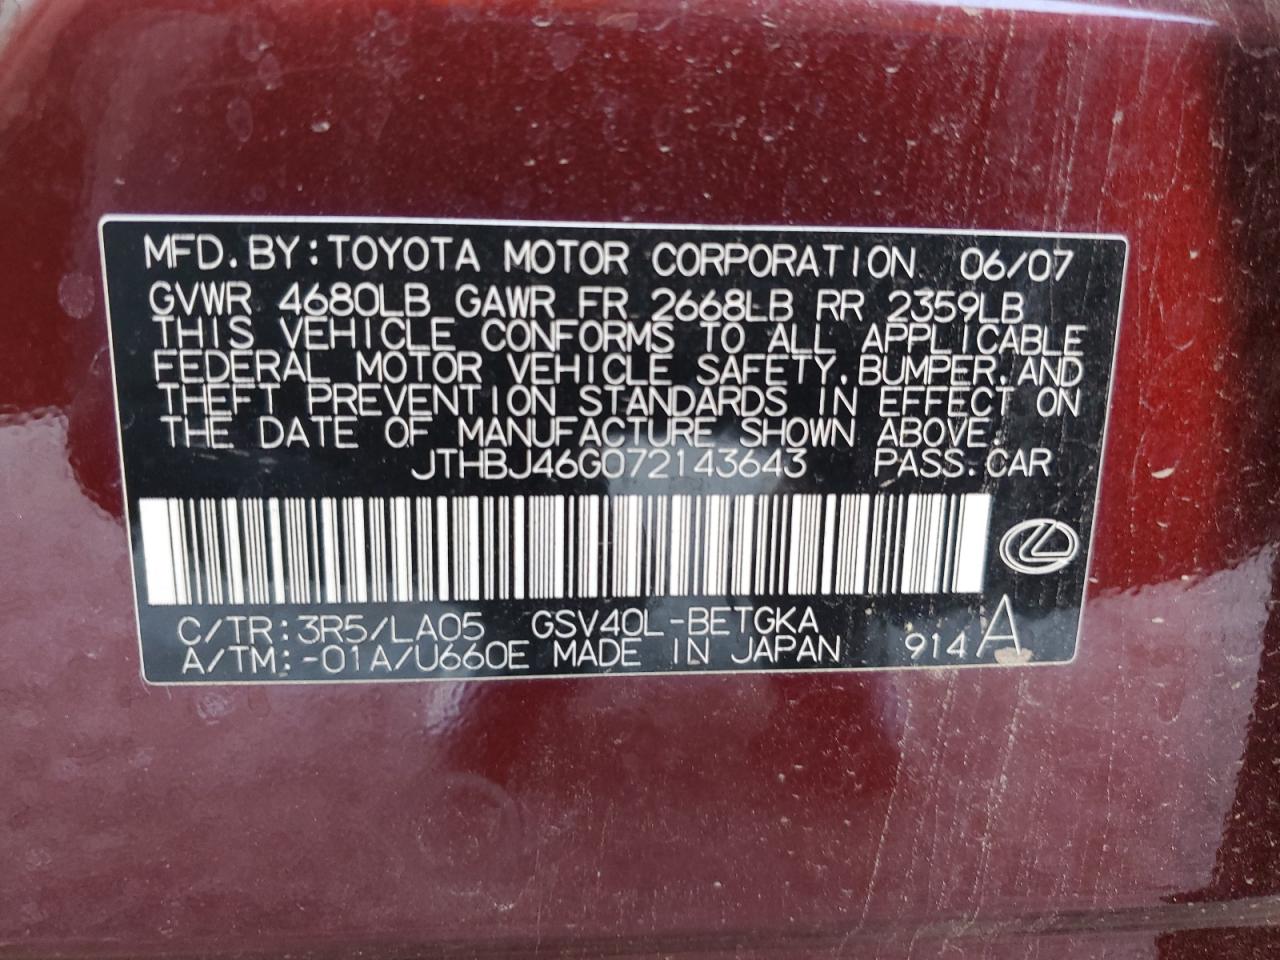 MFD.BY:TOYOTA MOTOR CORPORATION 06/07
GVWR 4680LB GAWR FR 2668LB RR 2359LB
THIS VEHICLE CONFORMS TO ALL APPLICABLE
FEDERAL MOTOR VEHICLE SAFETY,BUMPER,AND
THEFT PREVENTION STANDARDS IN EFFECT ON
THE DATE OF MANUFACTURE SHOWN ABOVE.
JTHBJ46G072143643 PASS.CAR
C/TR:3R5/LA05 GSV40L-BETGKA
A/TM:-01A/U660E MADE IN JAPAN 914 A